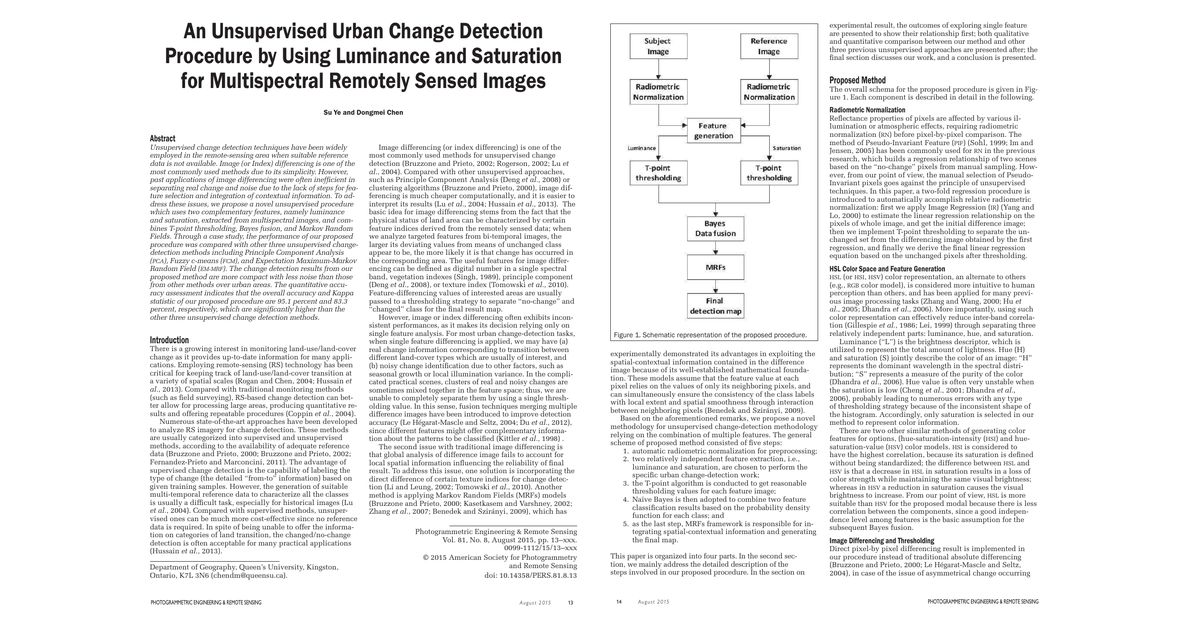 An Unsupervised Urban Change Detection
Procedure by Using Luminance and Saturation
for Multispectral Remotely Sensed Images
Su Ye and Dongmei Chen
Abstract
Unsupervised change detection techniques have been widely
employed in the remote-sensing area when suitable reference
data is not available. Image (or Index) differencing is one of the
most commonly used methods due to its simplicity. However,
past applications of image differencing were often inefficient in
separating real change and noise due to the lack of steps for fea-
ture selection and integration of contextual information. To ad-
dress these issues, we propose a novel unsupervised procedure
which uses two complementary features, namely luminance
and saturation, extracted from multispectral images, and com-
bines T-point thresholding, Bayes fusion, and Markov Random
Fields. Through a case study, the performance of our proposed
procedure was compared with other three unsupervised change-
detection methods including Principle Component Analysis
(PCA), Fuzzy c-means (FCM), and Expectation Maximum-Markov
Random Field (EM-MRF). The change detection results from our
proposed method are more compact with less noise than those
from other methods over urban areas. The quantitative accu-
racy assessment indicates that the overall accuracy and Kappa
statistic of our proposed procedure are 95.1 percent and 83.3
percent, respectively, which are significantly higher than the
other three unsupervised change detection methods.
Introduction
There is a growing interest in monitoring land-use/land-cover
change as it provides up-to-date information for many appli-
cations. Employing remote-sensing (RS) technology has been
critical for keeping track of land-use/land-cover transition at
a variety of spatial scales (Rogan and Chen, 2004; Hussain et
al., 2013). Compared with traditional monitoring methods
(such as field surveying), RS-based change detection can bet-
ter allow for processing large areas, producing quantitative re-
sults and offering repeatable procedures (Coppin et al., 2004).
Numerous state-of-the-art approaches have been developed
to analyze RS imagery for change detection. These methods
are usually categorized into supervised and unsupervised
methods, according to the availability of adequate reference
data (Bruzzone and Prieto, 2000; Bruzzone and Prieto, 2002;
Fernandez-Prieto and Marconcini, 2011). The advantage of
supervised change detection is the capability of labeling the
type of change (the detailed "from-to" information) based on
given training samples. However, the generation of suitable
multi-temporal reference data to characterize all the classes
is usually a difficult task, especially for historical images (Lu
et al., 2004). Compared with supervised methods, unsuper-
vised ones can be much more cost-effective since no reference
data is required. In spite of being unable to offer the informa-
tion on categories of land transition, the changed/no-change
detection is often acceptable for many practical applications
(Hussain et al., 2013).
Department of Geography, Queen's University, Kingston,
Ontario, K7L 3N6 (chendm@queensu.ca).
Image differencing (or index differencing) is one of the
most commonly used methods for unsupervised change
detection (Bruzzone and Prieto, 2002; Rogerson, 2002; Lu et
al., 2004). Compared with other unsupervised approaches,
such as Principle Component Analysis (Deng et al., 2008) or
clustering algorithms (Bruzzone and Prieto, 2000), image dif-
ferencing is much cheaper computationally, and it is easier to
interpret its results (Lu et al., 2004; Hussain et al., 2013). The
basic idea for image differencing stems from the fact that the
physical status of land area can be characterized by certain
feature indices derived from the remotely sensed data; when
we analyze targeted features from bi-temporal images, the
larger its deviating values from means of unchanged class
appear to be, the more likely it is that change has occurred in
the corresponding area. The useful features for image differ-
encing can be defined as digital number in a single spectral
band, vegetation indexes (Singh, 1989), principle component
(Deng et al., 2008), or texture index (Tomowski et al., 2010).
Feature-differencing values of interested areas are usually
passed to a thresholding strategy to separate "no-change" and
"changed" class for the final result map.
However, image or index differencing often exhibits incon-
sistent performances, as it makes its decision relying only on
single feature analysis. For most urban change-detection tasks,
when single feature differencing is applied, we may have (a)
real change information corresponding to transition between
different land-cover types which are usually of interest, and
(b) noisy change identification due to other factors, such as
seasonal growth or local illumination variance. In the compli-
cated practical scenes, clusters of real and noisy changes are
sometimes mixed together in the feature space; thus, we are
unable to completely separate them by using a single thresh-
olding value. In this sense, fusion techniques merging multiple
difference images have been introduced to improve detection
accuracy (Le Hégarat-Mascle and Seltz, 2004; Du et al., 2012),
since different features might offer complementary informa-
tion about the patterns to be classified (Kittler et al., 1998) .
The second issue with traditional image differencing is
that global analysis of difference image fails to account for
local spatial information influencing the reliability of final
result. To address this issue, one solution is incorporating the
direct difference of certain texture indices for change detec-
tion (Li and Leung, 2002; Tomowski et al., 2010). Another
method is applying Markov Random Fields (MRFs) models
(Bruzzone and Prieto, 2000; Kasetkasem and Varshney, 2002;
Zhang et al., 2007; Benedek and Szirányi, 2009), which has
Photogrammetric Engineering & Remote Sensing
Vol. 81, No. 8, August 2015, pp. 13–xxx.
0099-1112/15/13–xxx
© 2015 American Society for Photogrammetry
and Remote Sensing
doi: 10.14358/PERS.81.8.13
PHOTOGRAMMETRIC ENGINEERING & REMOTE SENSING
August 2015 13
Subject
Image
Reference
Image
Radiometric
Normalization
Radiometric
Normalization
Feature
generation
Luminance
Saturation
T-point
thresholding
T-point
thresholding
Bayes
Data fusion
MRFs
Final
detection map
Figure 1. Schematic representation of the proposed procedure.
experimentally demonstrated its advantages in exploiting the
spatial-contextual information contained in the difference
image because of its well-established mathematical founda-
tion. These models assume that the feature value at each
pixel relies on the values of only its neighboring pixels, and
can simultaneously ensure the consistency of the class labels
with local extent and spatial smoothness through interaction
between neighboring pixels (Benedek and Szirányi, 2009).
Based on the aforementioned remarks, we propose a novel
methodology for unsupervised change-detection methodology
relying on the combination of multiple features. The general
scheme of proposed method consisted of five steps:
1. automatic radiometric normalization for preprocessing;
2. two relatively independent feature extraction, i.e.,
luminance and saturation, are chosen to perform the
specific urban change-detection work;
3. the T-point algorithm is conducted to get reasonable
thresholding values for each feature image;
4. Naïve Bayes is then adopted to combine two feature
classification results based on the probability density
function for each class; and
5. as the last step, MRFs framework is responsible for in-
tegrating spatial-contextual information and generating
the final map.
This paper is organized into four parts. In the second sec-
tion, we mainly address the detailed description of the
steps involved in our proposed procedure. In the section on
experimental result, the outcomes of exploring single feature
are presented to show their relationship first; both qualitative
and quantitative comparison between our method and other
three previous unsupervised approaches are presented after; the
final section discusses our work, and a conclusion is presented.
Proposed Method
The overall schema for the proposed procedure is given in Fig-
ure 1. Each component is described in detail in the following.
Radiometric Normalization
Reflectance properties of pixels are affected by various il-
lumination or atmospheric effects, requiring radiometric
normalization (RN) before pixel-by-pixel comparison. The
method of Pseudo-Invariant Feature (PIF) (Sohl, 1999; Im and
Jensen, 2005) has been commonly used for RN in the previous
research, which builds a regression relationship of two scenes
based on the "no-change" pixels from manual sampling. How-
ever, from our point of view, the manual selection of Pseudo-
Invariant pixels goes against the principle of unsupervised
techniques. In this paper, a two-fold regression procedure is
introduced to automatically accomplish relative radiometric
normalization: first we apply Image Regression (IR) (Yang and
Lo, 2000) to estimate the linear regression relationship on the
pixels of whole image, and get the initial difference image;
then we implement T-point thresholding to separate the un-
changed set from the differencing image obtained by the first
regression, and finally we derive the final linear regression
equation based on the unchanged pixels after thresholding.
HSL Color Space and Feature Generation
HSL (or HSI, HSV) color representation, an alternate to others
(e.g., RGB color model), is considered more intuitive to human
perception than others, and has been applied for many previ-
ous image processing tasks (Zhang and Wang, 2000; Hu et
al., 2005; Dhandra et al., 2006). More importantly, using such
color representation can effectively reduce inter-band correla-
tion (Gillespie et al., 1986; Lei, 1999) through separating three
relatively independent parts: luminance, hue, and saturation.
Luminance ("L") is the brightness descriptor, which is
utilized to represent the total amount of lightness. Hue (H)
and saturation (S) jointly describe the color of an image: "H"
represents the dominant wavelength in the spectral distri-
bution; "S" represents a measure of the purity of the color
(Dhandra et al., 2006). Hue value is often very unstable when
the saturation is low (Cheng et al., 2001; Dhandra et al.,
2006), probably leading to numerous errors with any type
of thresholding strategy because of the inconsistent shape of
the histogram. Accordingly, only saturation is selected in our
method to represent color information.
There are two other similar methods of generating color
features for options, (hue-saturation-intensity (HSI) and hue-
saturation-value (HSV) color models. HSI is considered to
have the highest correlation, because its saturation is defined
without being standardized; the difference between HSL and
HSV is that a decrease in HSL in saturation results in a loss of
color strength while maintaining the same visual brightness;
whereas in HSV a reduction in saturation causes the visual
brightness to increase. From our point of view, HSL is more
suitable than HSV for the proposed modal because there is less
correlation between the components, since a good indepen-
dence level among features is the basic assumption for the
subsequent Bayes fusion.
Image Differencing and Thresholding
Direct pixel-by pixel differencing result is implemented in
our procedure instead of traditional absolute differencing
(Bruzzone and Prieto, 2000; Le Hégarat-Mascle and Seltz,
2004), in case of the issue of asymmetrical change occurring
14 August 2015
PHOTOGRAMMETRIC ENGINEERING & REMOTE SENSING